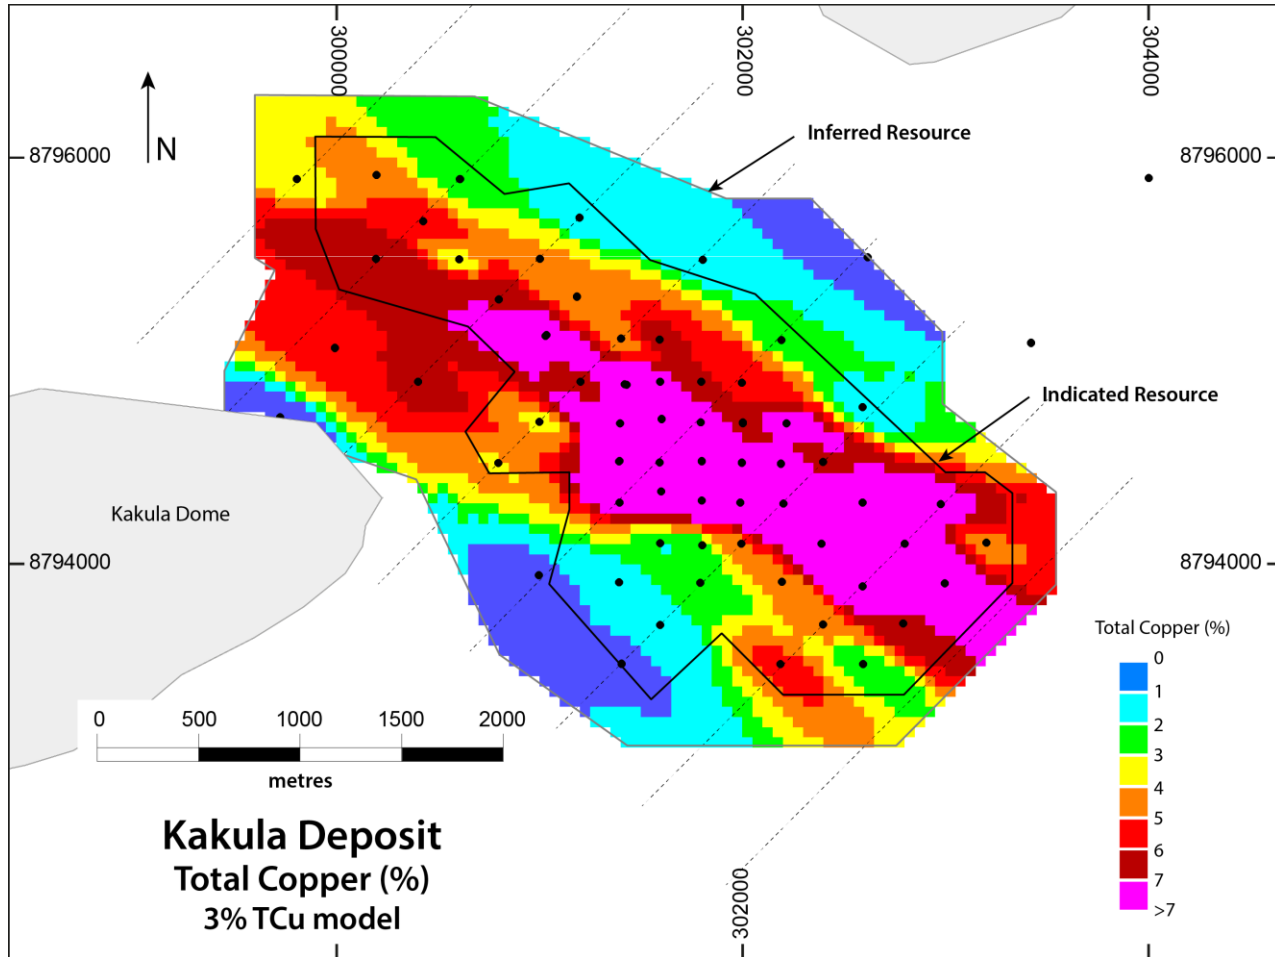 300000
302000
304000
N
Inferred Resource
8796000
8796000
Indicated Resource
Kakula Dome
8794000
8794000
Total Copper (%)
0
1
2
3
4
5
6
7
>7
0 500 1000 1500 2000
metres
Kakula Deposit
Total Copper (%)
3% TCu model
302000